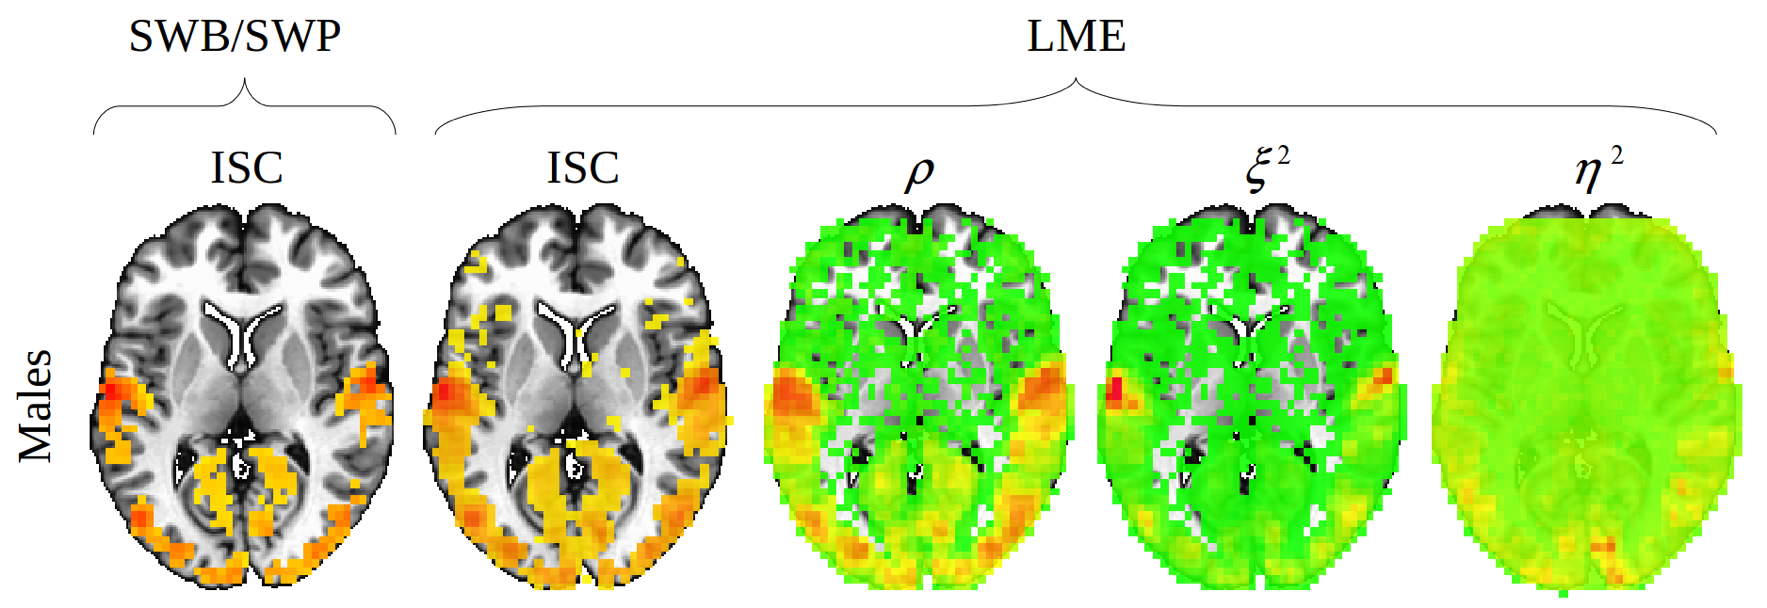 SWB/SWP LME
ISC ISC ρ ξ² η²
Males